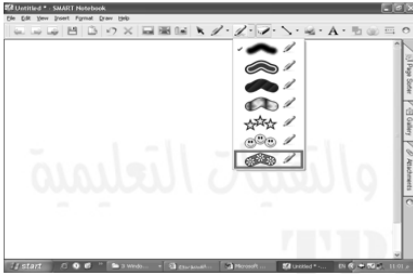 Untitled * - SMART Notebook
File Edit View Insert Format Draw Help
Page Sorter
Gallery
Attachments
والتقنيات التعليمية
start
Microsoft ...
Untitled * - ...
EN